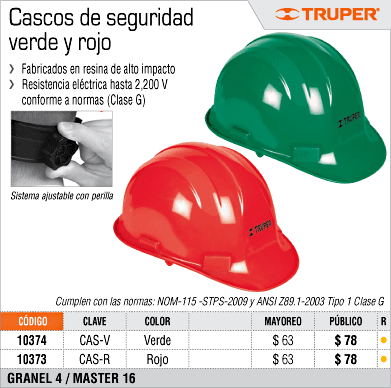 Cascos de seguridad
verde y rojo
TRUPER®
❯ Fabricados en resina de alto impacto
❯ Resistencia eléctrica hasta 2,200 V
conforme a normas (Clase G)
TRUPER
TRUPER
Sistema ajustable con perilla
Cumplen con las normas: NOM-115 -STPS-2009 y ANSI Z89.1-2003 Tipo 1 Clase G
CÓDIGO CLAVE COLOR MAYOREO PÚBLICO R
10374 CAS-V Verde $ 63 $ 78
10373 CAS-R Rojo $ 63 $ 78
GRANEL 4 / MASTER 16